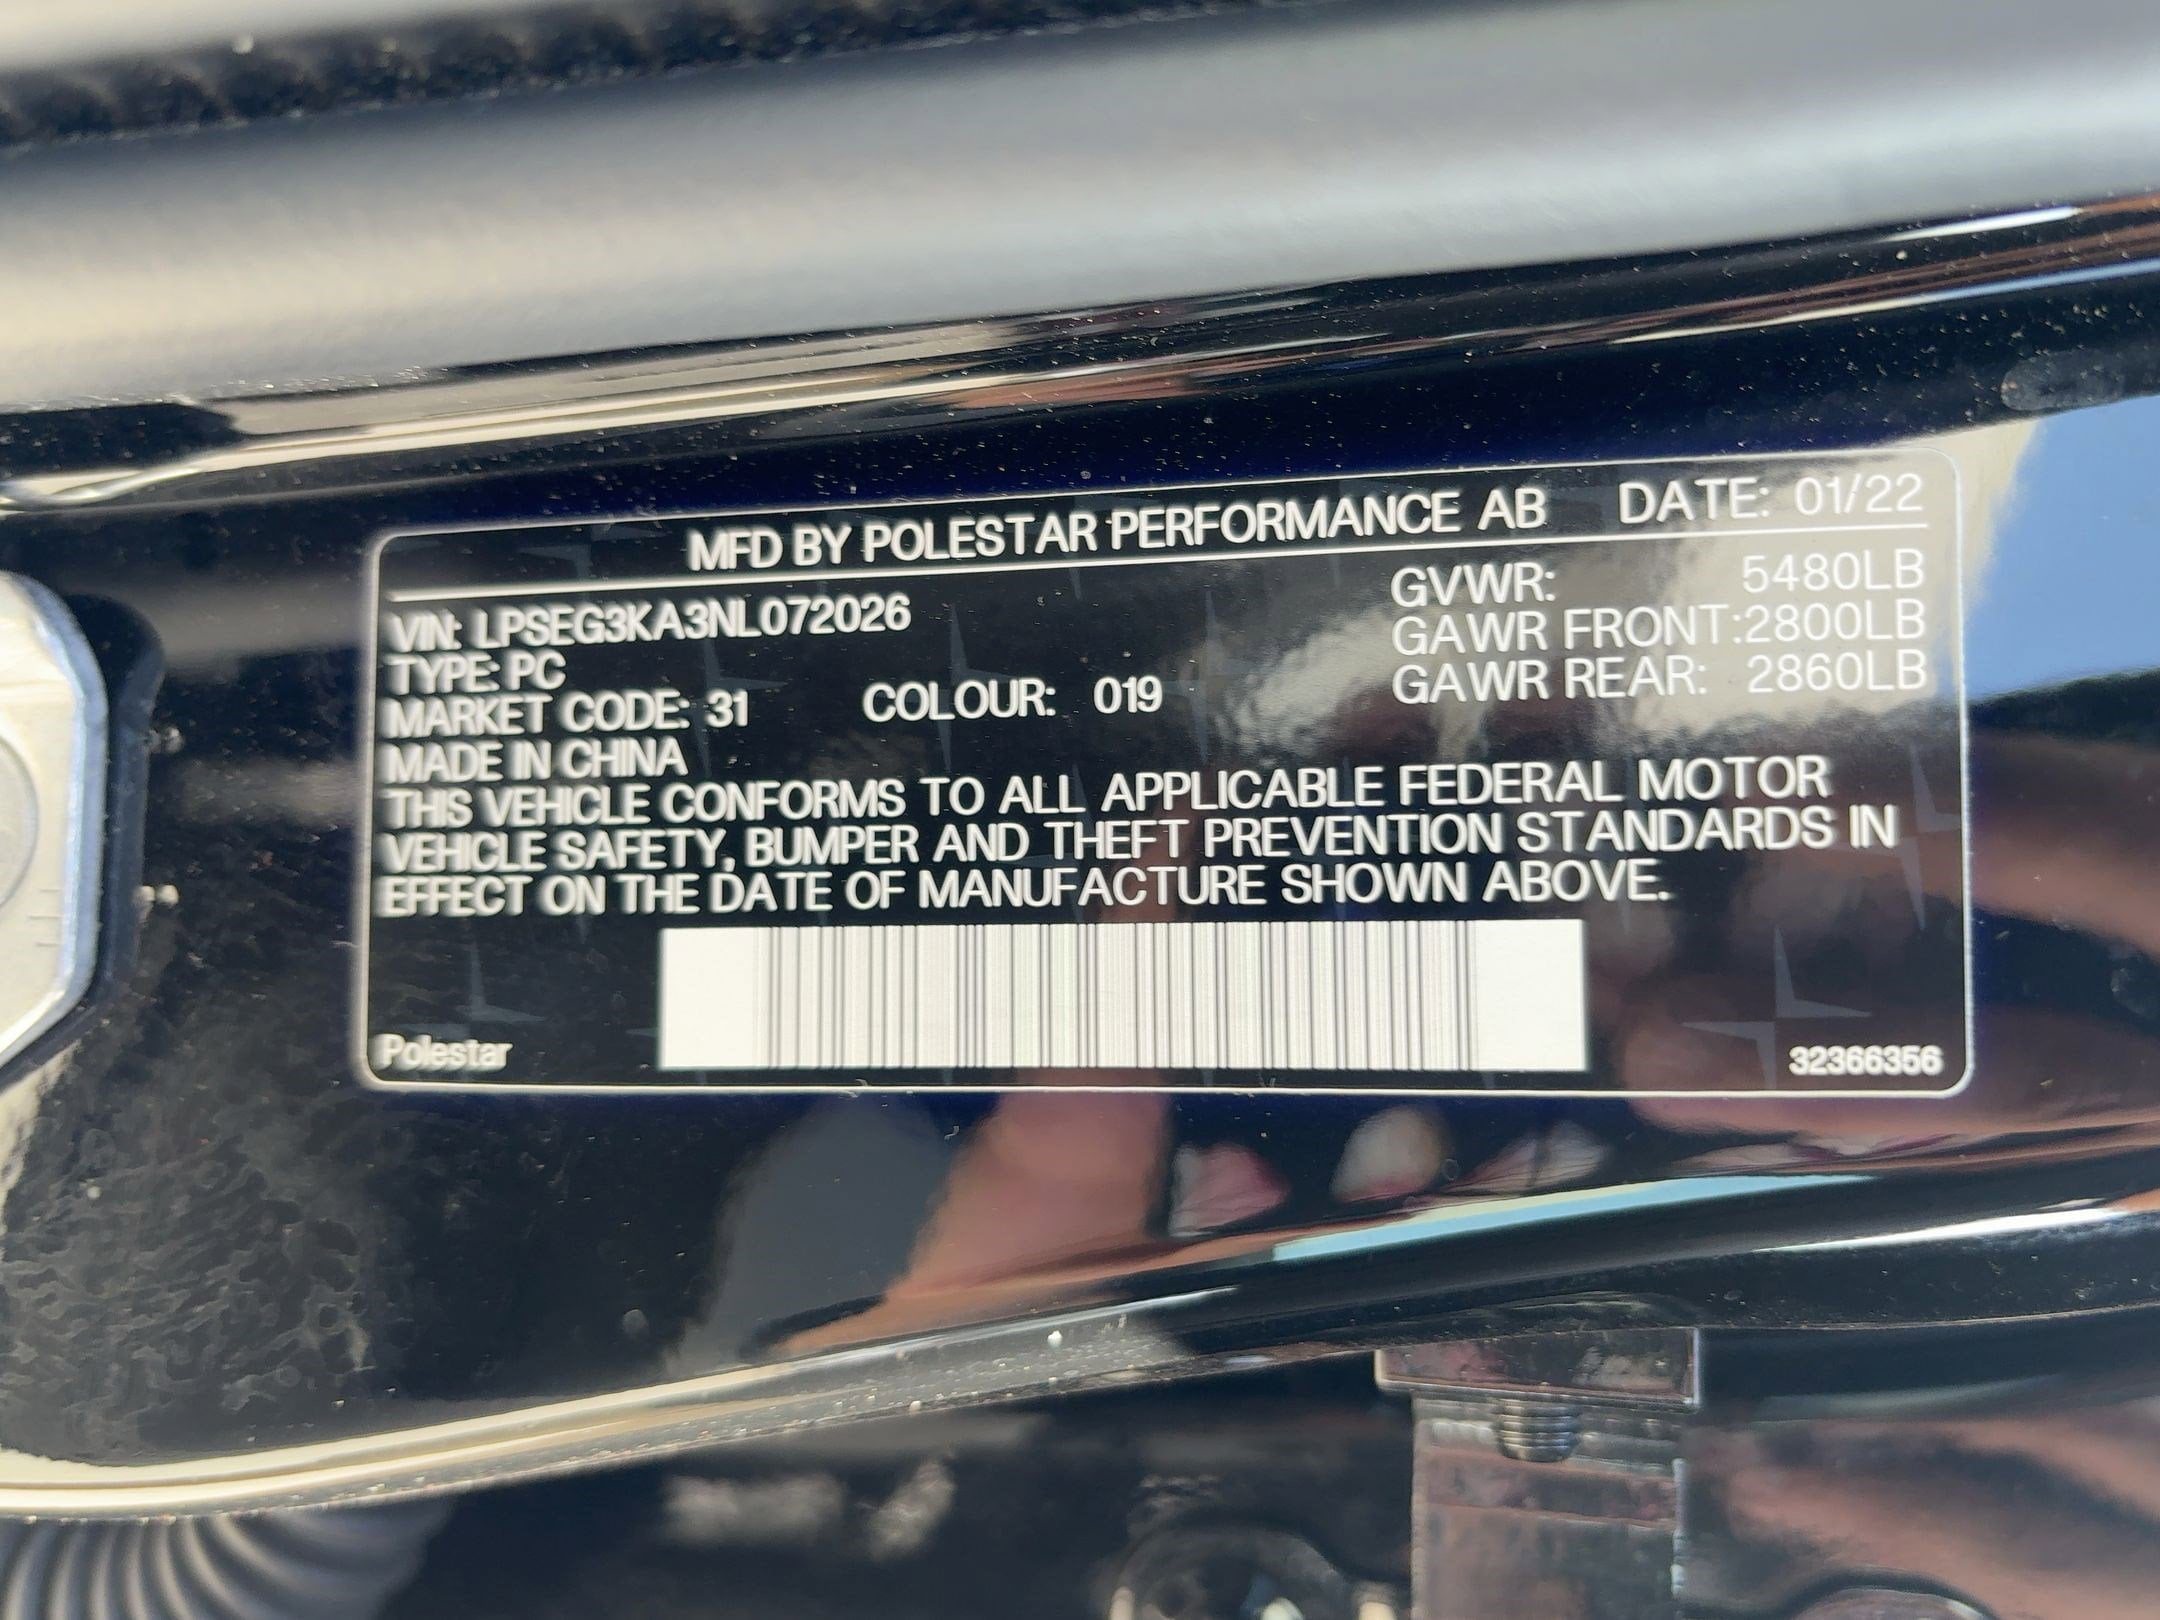 MFD BY POLESTAR PERFORMANCE AB DATE: 01/22
VIN: LPSEG3KA3NL072026
GVWR: 5480LB
TYPE: PC
GAWR FRONT:2800LB
MARKET CODE: 31 COLOUR: 019
GAWR REAR: 2860LB
MADE IN CHINA
THIS VEHICLE CONFORMS TO ALL APPLICABLE FEDERAL MOTOR
VEHICLE SAFETY, BUMPER AND THEFT PREVENTION STANDARDS IN
EFFECT ON THE DATE OF MANUFACTURE SHOWN ABOVE.
Polestar
32366356